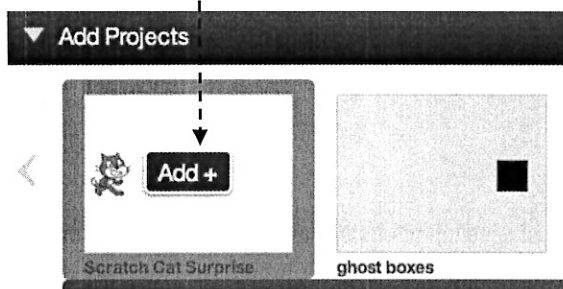 Add Projects
Add +
Scratch Cat Surprise
ghost boxes